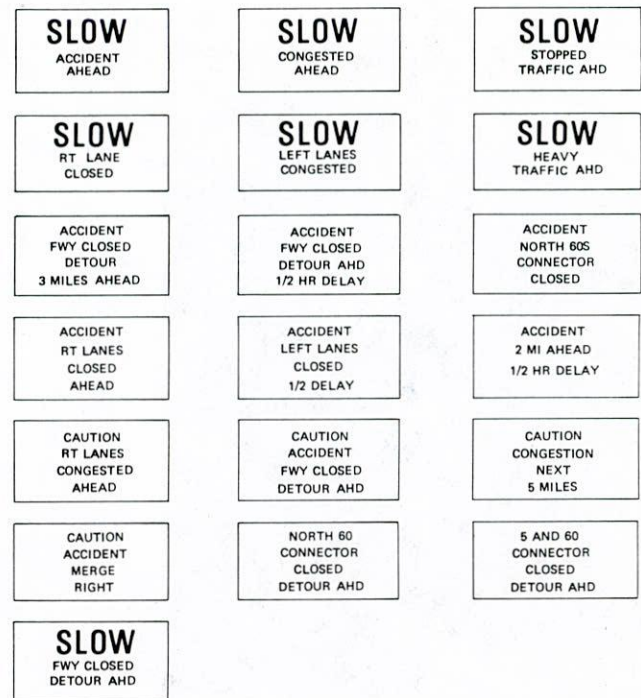 SLOW
ACCIDENT
AHEAD
SLOW
CONGESTED
AHEAD
SLOW
STOPPED
TRAFFIC AHD
SLOW
RT LANE
CLOSED
SLOW
LEFT LANES
CONGESTED
SLOW
HEAVY
TRAFFIC AHD
ACCIDENT
FWY CLOSED
DETOUR
3 MILES AHEAD
ACCIDENT
FWY CLOSED
DETOUR AHD
1/2 HR DELAY
ACCIDENT
NORTH 60S
CONNECTOR
CLOSED
ACCIDENT
RT LANES
CLOSED
AHEAD
ACCIDENT
LEFT LANES
CLOSED
1/2 DELAY
ACCIDENT
2 MI AHEAD
1/2 HR DELAY
CAUTION
RT LANES
CONGESTED
AHEAD
CAUTION
ACCIDENT
FWY CLOSED
DETOUR AHD
CAUTION
CONGESTION
NEXT
5 MILES
CAUTION
ACCIDENT
MERGE
RIGHT
NORTH 60
CONNECTOR
CLOSED
DETOUR AHD
5 AND 60
CONNECTOR
CLOSED
DETOUR AHD
SLOW
FWY CLOSED
DETOUR AHD